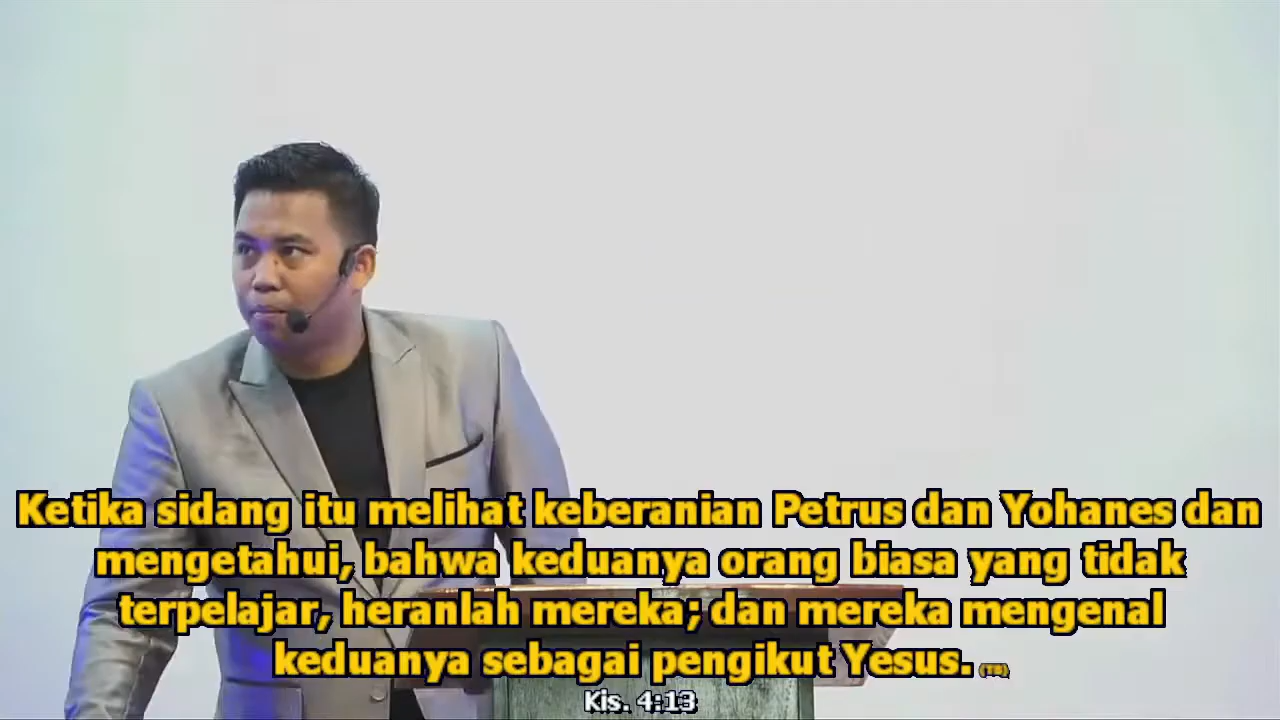 Ketika sidang itu melihat keberanian Petrus dan Yohanes dan
mengetahui, bahwa keduanya orang biasa yang tidak
terpelajar, heranlah mereka; dan mereka mengenal
keduanya sebagai pengikut Yesus. (TB)
Kis. 4:13